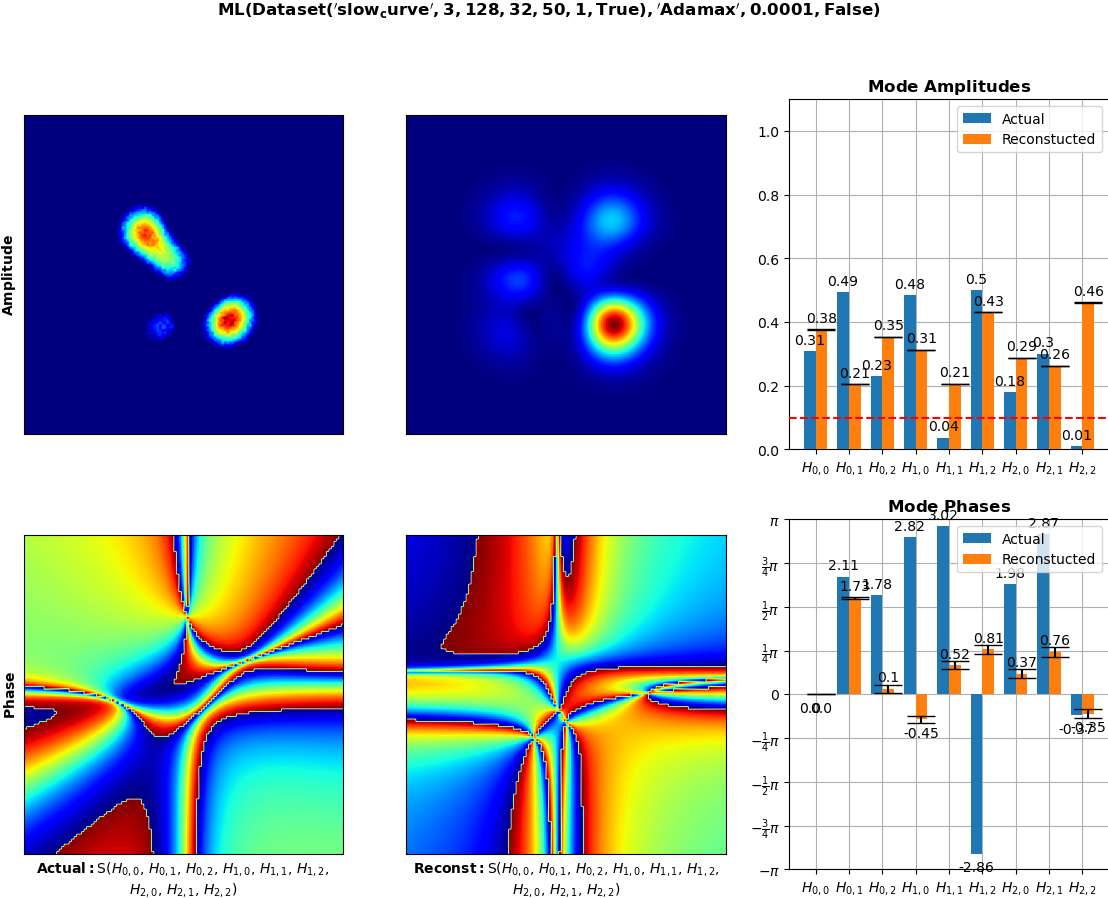 ML(Dataset('slow_curve', 3, 128, 32, 50, 1, True), 'Adamax', 0.0001, False)
Amplitude
Mode Amplitudes
Actual
Reconstucted
1.0
0.8
0.6
0.4
0.2
0.0
0.31 0.49 0.23 0.48 0.04 0.5 0.18 0.3 0.01
0.38 0.21 0.35 0.31 0.21 0.43 0.29 0.26 0.46
H0,0 H0,1 H0,2 H1,0 H1,1 H1,2 H2,0 H2,1 H2,2
Phase
Actual: S(H0,0, H0,1, H0,2, H1,0, H1,1, H1,2,
H2,0, H2,1, H2,2)
Reconst: S(H0,0, H0,1, H0,2, H1,0, H1,1, H1,2,
H2,0, H2,1, H2,2)
Mode Phases
Actual
Reconstucted
π
3/4π
1/2π
1/4π
0
−1/4π
−1/2π
−3/4π
−π
0.0 2.11 1.78 2.82 3.02 -2.86 1.98 2.87 -0.37
0.0 1.73 0.1 -0.45 0.52 0.81 0.37 0.76 -0.35
H0,0 H0,1 H0,2 H1,0 H1,1 H1,2 H2,0 H2,1 H2,2